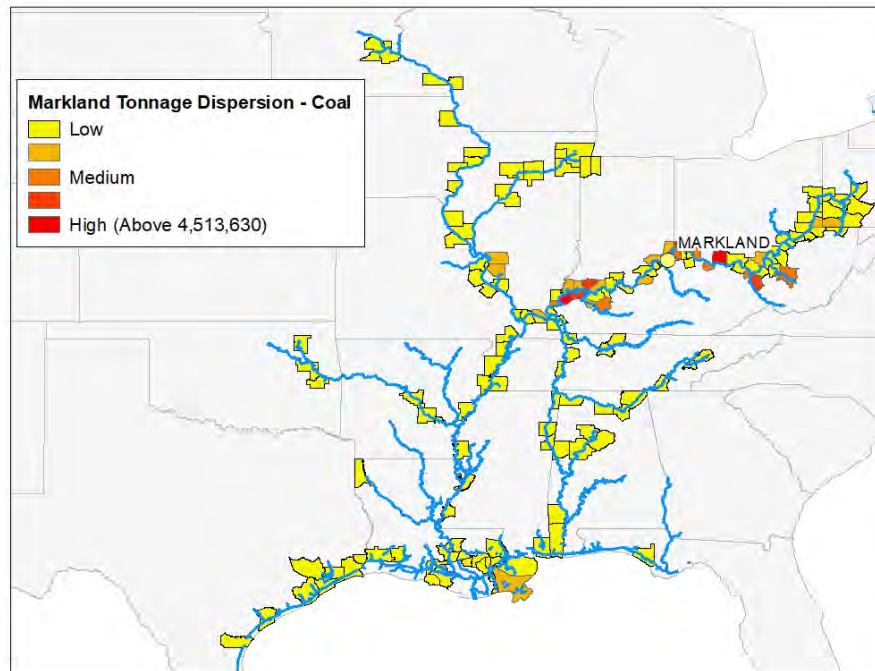 Markland Tonnage Dispersion - Coal
Low
Medium
High (Above 4,513,630)
MARKLAND